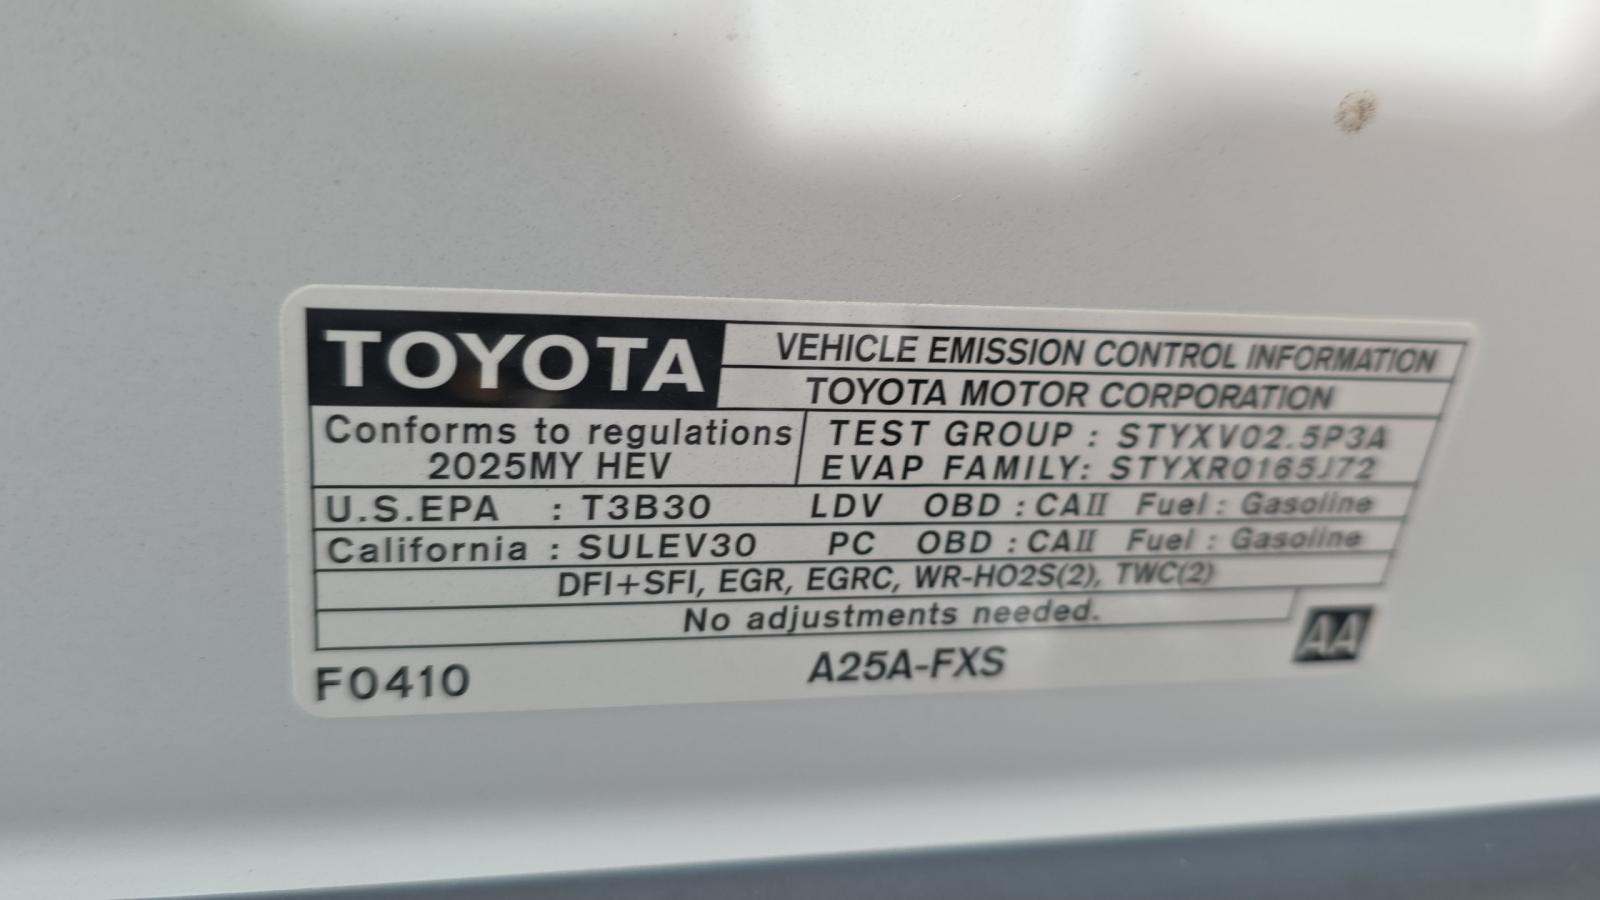 TOYOTA
VEHICLE EMISSION CONTROL INFORMATION
TOYOTA MOTOR CORPORATION
Conforms to regulations
2025MY HEV
TEST GROUP : STYXV02.5P3A
EVAP FAMILY: STYXR0165J72
U.S.EPA : T3B30 LDV OBD : CAII Fuel : Gasoline
California : SULEV30 PC OBD : CAII Fuel : Gasoline
DFI+SFI, EGR, EGRC, WR-HO2S(2), TWC(2)
No adjustments needed.
F0410 A25A-FXS AA